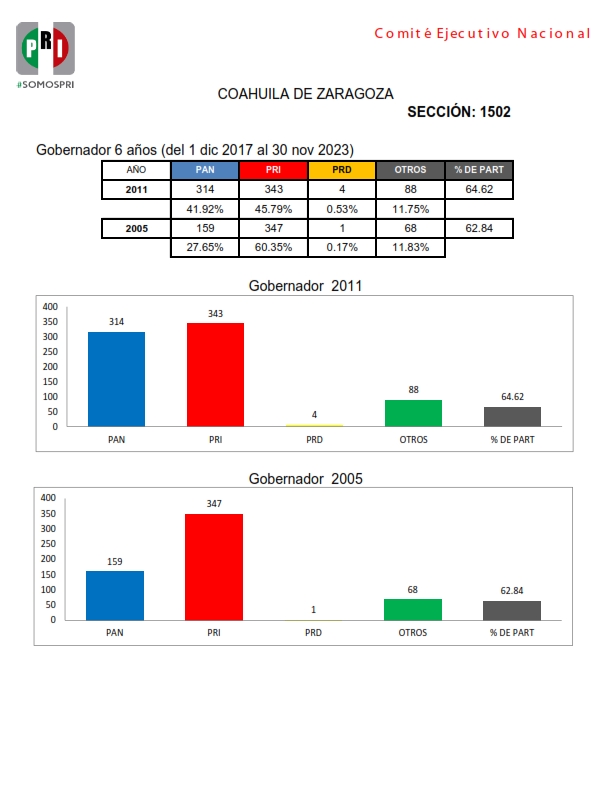 Comité Ejecutivo Nacional
PRI
#SOMOSPRI
COAHUILA DE ZARAGOZA
SECCIÓN: 1502
Gobernador 6 años (del 1 dic 2017 al 30 nov 2023)
AÑO PAN PRI PRD OTROS % DE PART
2011 314 343 4 88 64.62
41.92% 45.79% 0.53% 11.75%
2005 159 347 1 68 62.84
27.65% 60.35% 0.17% 11.83%
Gobernador 2011
400
350
300
250
200
150
100
50
0
314 343 4 88 64.62
PAN PRI PRD OTROS % DE PART
Gobernador 2005
400
350
300
250
200
150
100
50
0
159 347 1 68 62.84
PAN PRI PRD OTROS % DE PART